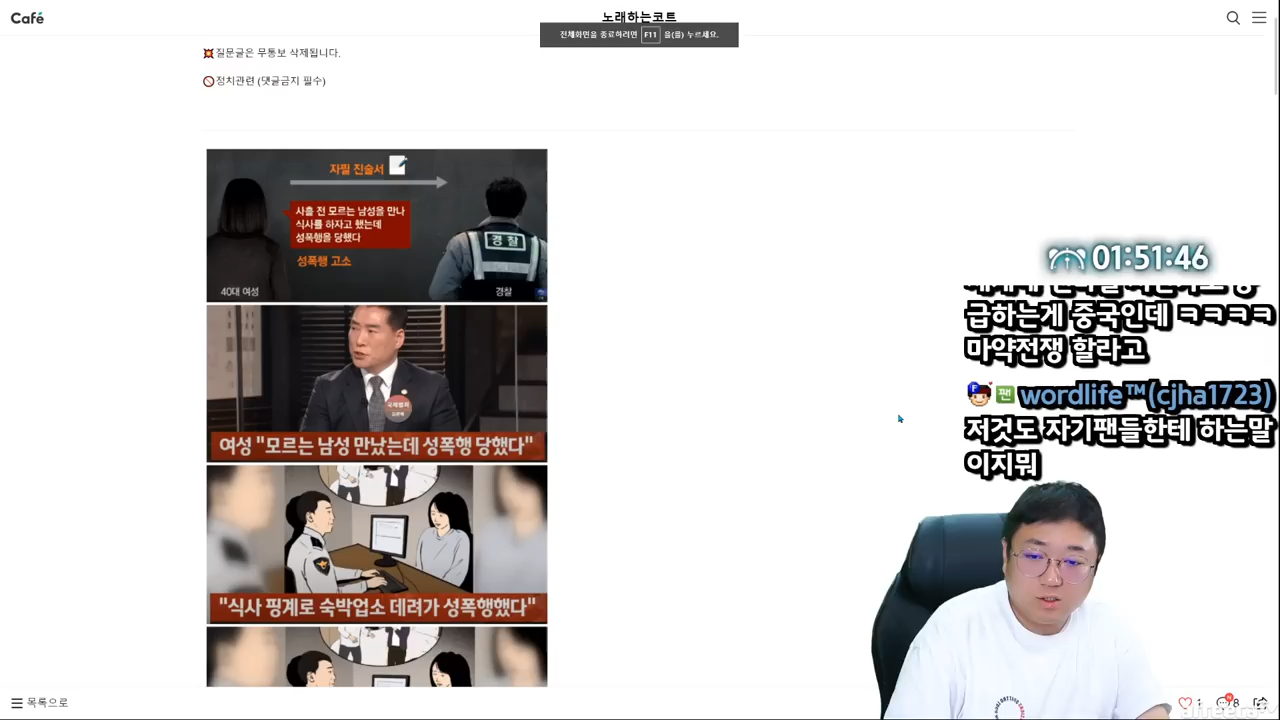 Café
노래하는코트
전체화면을 종료하려면 F11 을(를) 누르세요.
💥질문글은 무통보 삭제됩니다.
🚫정치관련 (댓글금지 필수)
자필 진술서
사흘 전 모르는 남성을 만나
식사를 하자고 했는데
성폭행을 당했다
성폭행 고소
경찰
40대 여성
경찰
여성 "모르는 남성 만났는데 성폭행 당했다"
"식사 핑계로 숙박업소 데려가 성폭행했다"
01:51:46
급하는게 중국인데 ㅋㅋㅋㅋ
마약전쟁 할라고
팬 wordlife™(cjha1723)
저것도 자기팬들한테 하는말
이지뭐
목록으로
1
8